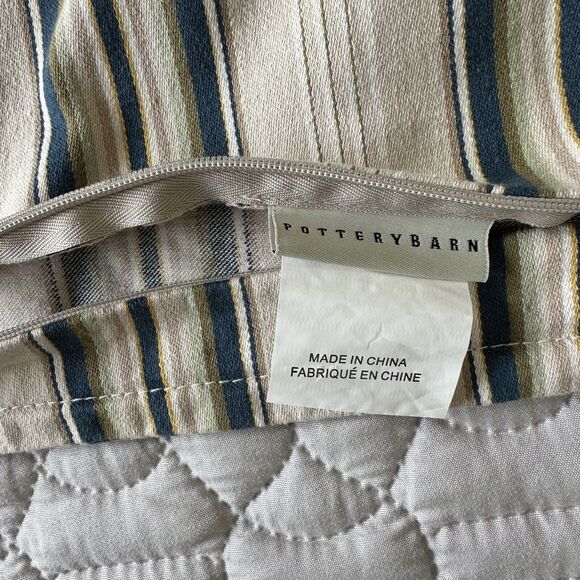 POTTERYBARN
MADE IN CHINA
FABRIQUÉ EN CHINE